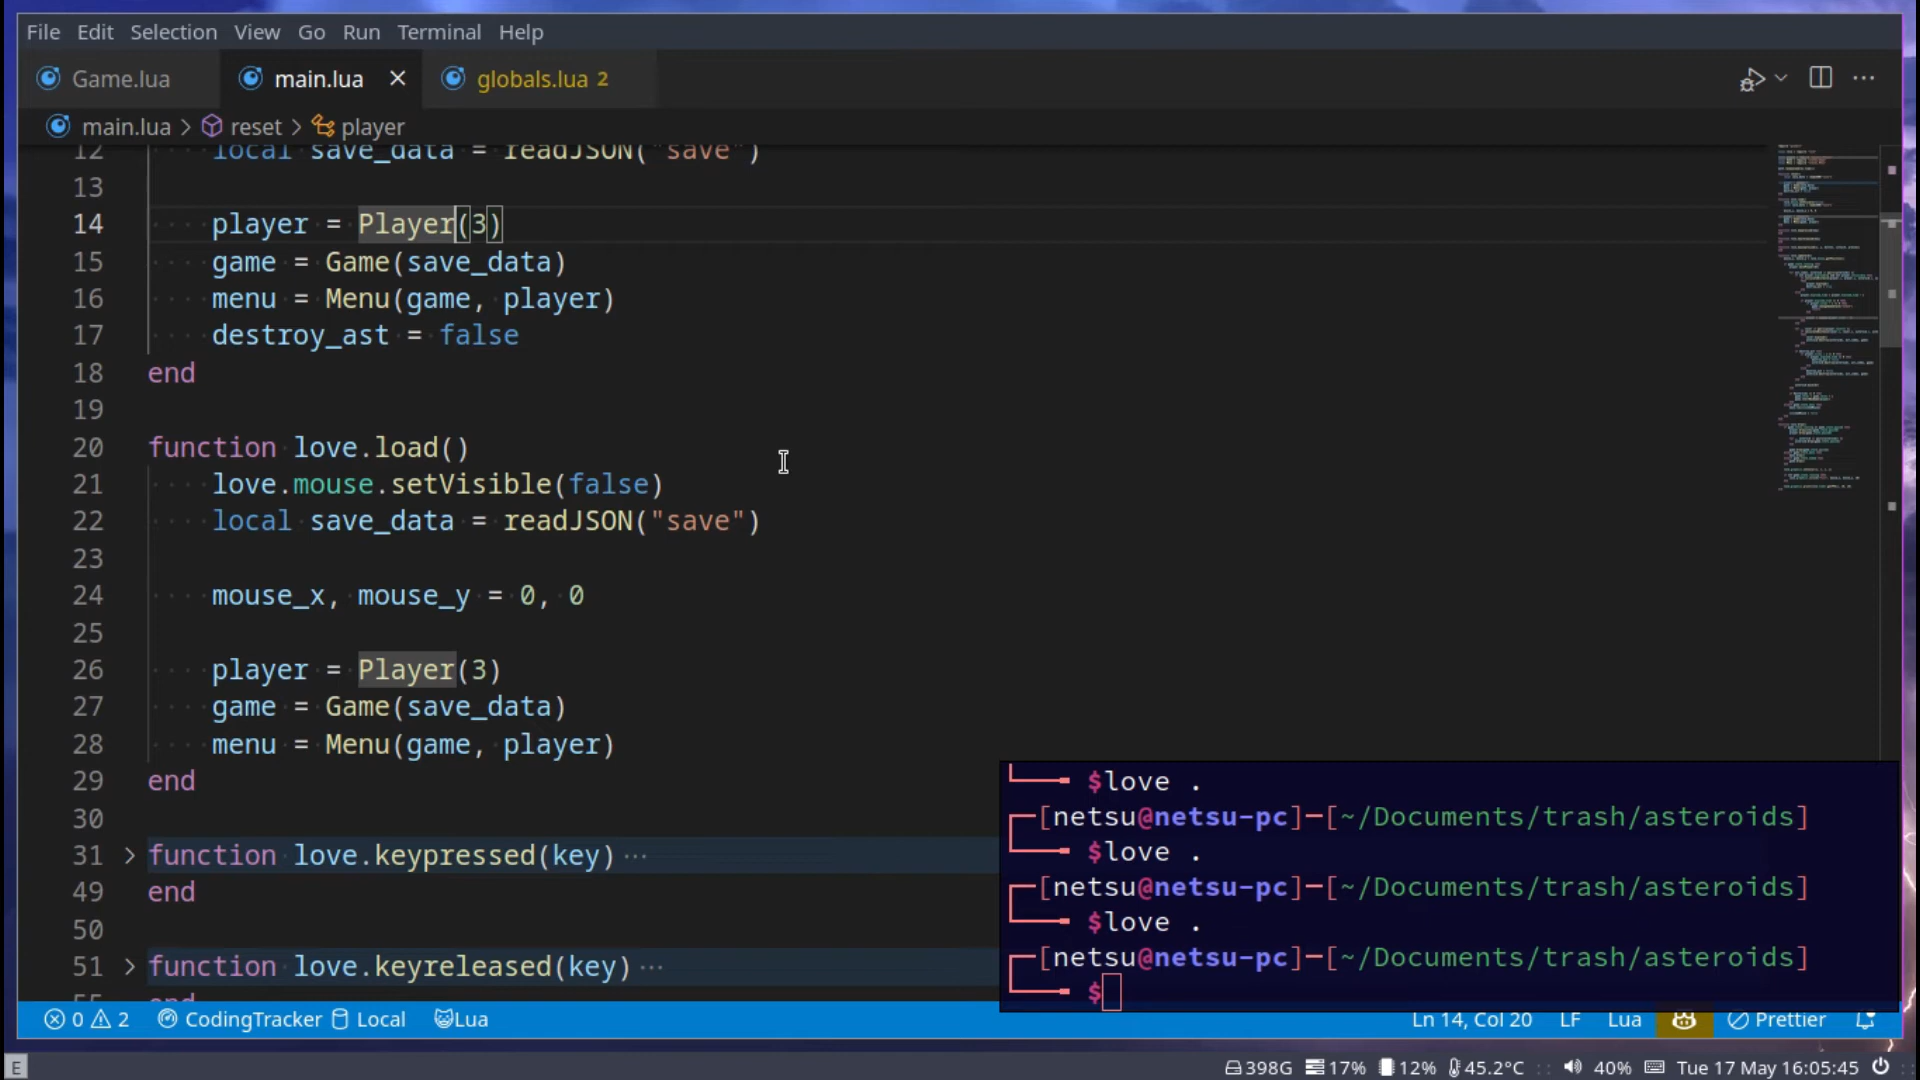 File Edit Selection View Go Run Terminal Help
Game.lua main.lua globals.lua 2
main.lua > reset > player
12 local save_data = readJSON("save")
13
14 player = Player(3)
15 game = Game(save_data)
16 menu = Menu(game, player)
17 destroy_ast = false
18 end
19
20 function love.load()
21 love.mouse.setVisible(false)
22 local save_data = readJSON("save")
23
24 mouse_x, mouse_y = 0, 0
25
26 player = Player(3)
27 game = Game(save_data)
28 menu = Menu(game, player)
29 end
30
31 function love.keypressed(key) ···
49 end
50
51 function love.keyreleased(key) ···
55 end
$love .
[netsu@netsu-pc]-[~/Documents/trash/asteroids]
$love .
[netsu@netsu-pc]-[~/Documents/trash/asteroids]
$love .
[netsu@netsu-pc]-[~/Documents/trash/asteroids]
$
0 2 CodingTracker Local Lua Ln 14, Col 20 LF Lua Prettier
E 398G 17% 12% 45.2°C 40% Tue 17 May 16:05:45